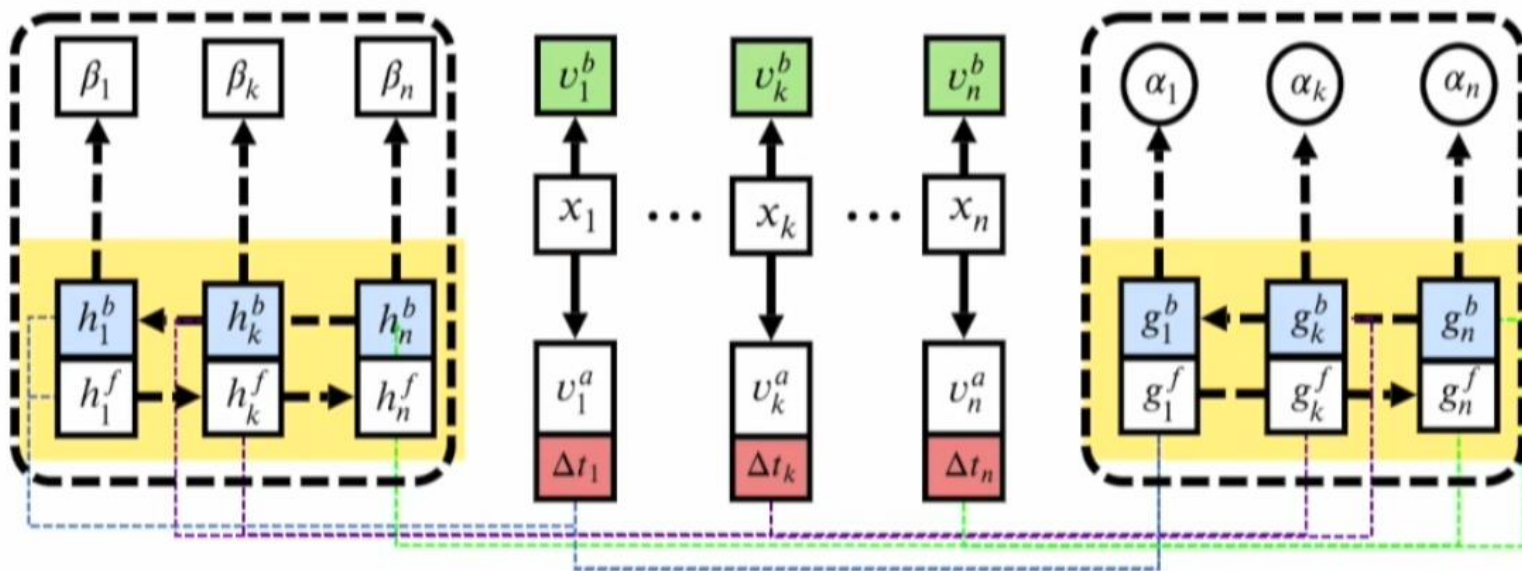 β₁ βₖ βₙ v₁ᵇ vₖᵇ vₙᵇ α₁ αₖ αₙ
x₁ ... xₖ ... xₙ
h₁ᵇ hₖᵇ hₙᵇ g₁ᵇ gₖᵇ gₙᵇ
h₁ᶠ hₖᶠ hₙᶠ v₁ᵃ vₖᵃ vₙᵃ g₁ᶠ gₖᶠ gₙᶠ
Δt₁ Δtₖ Δtₙ